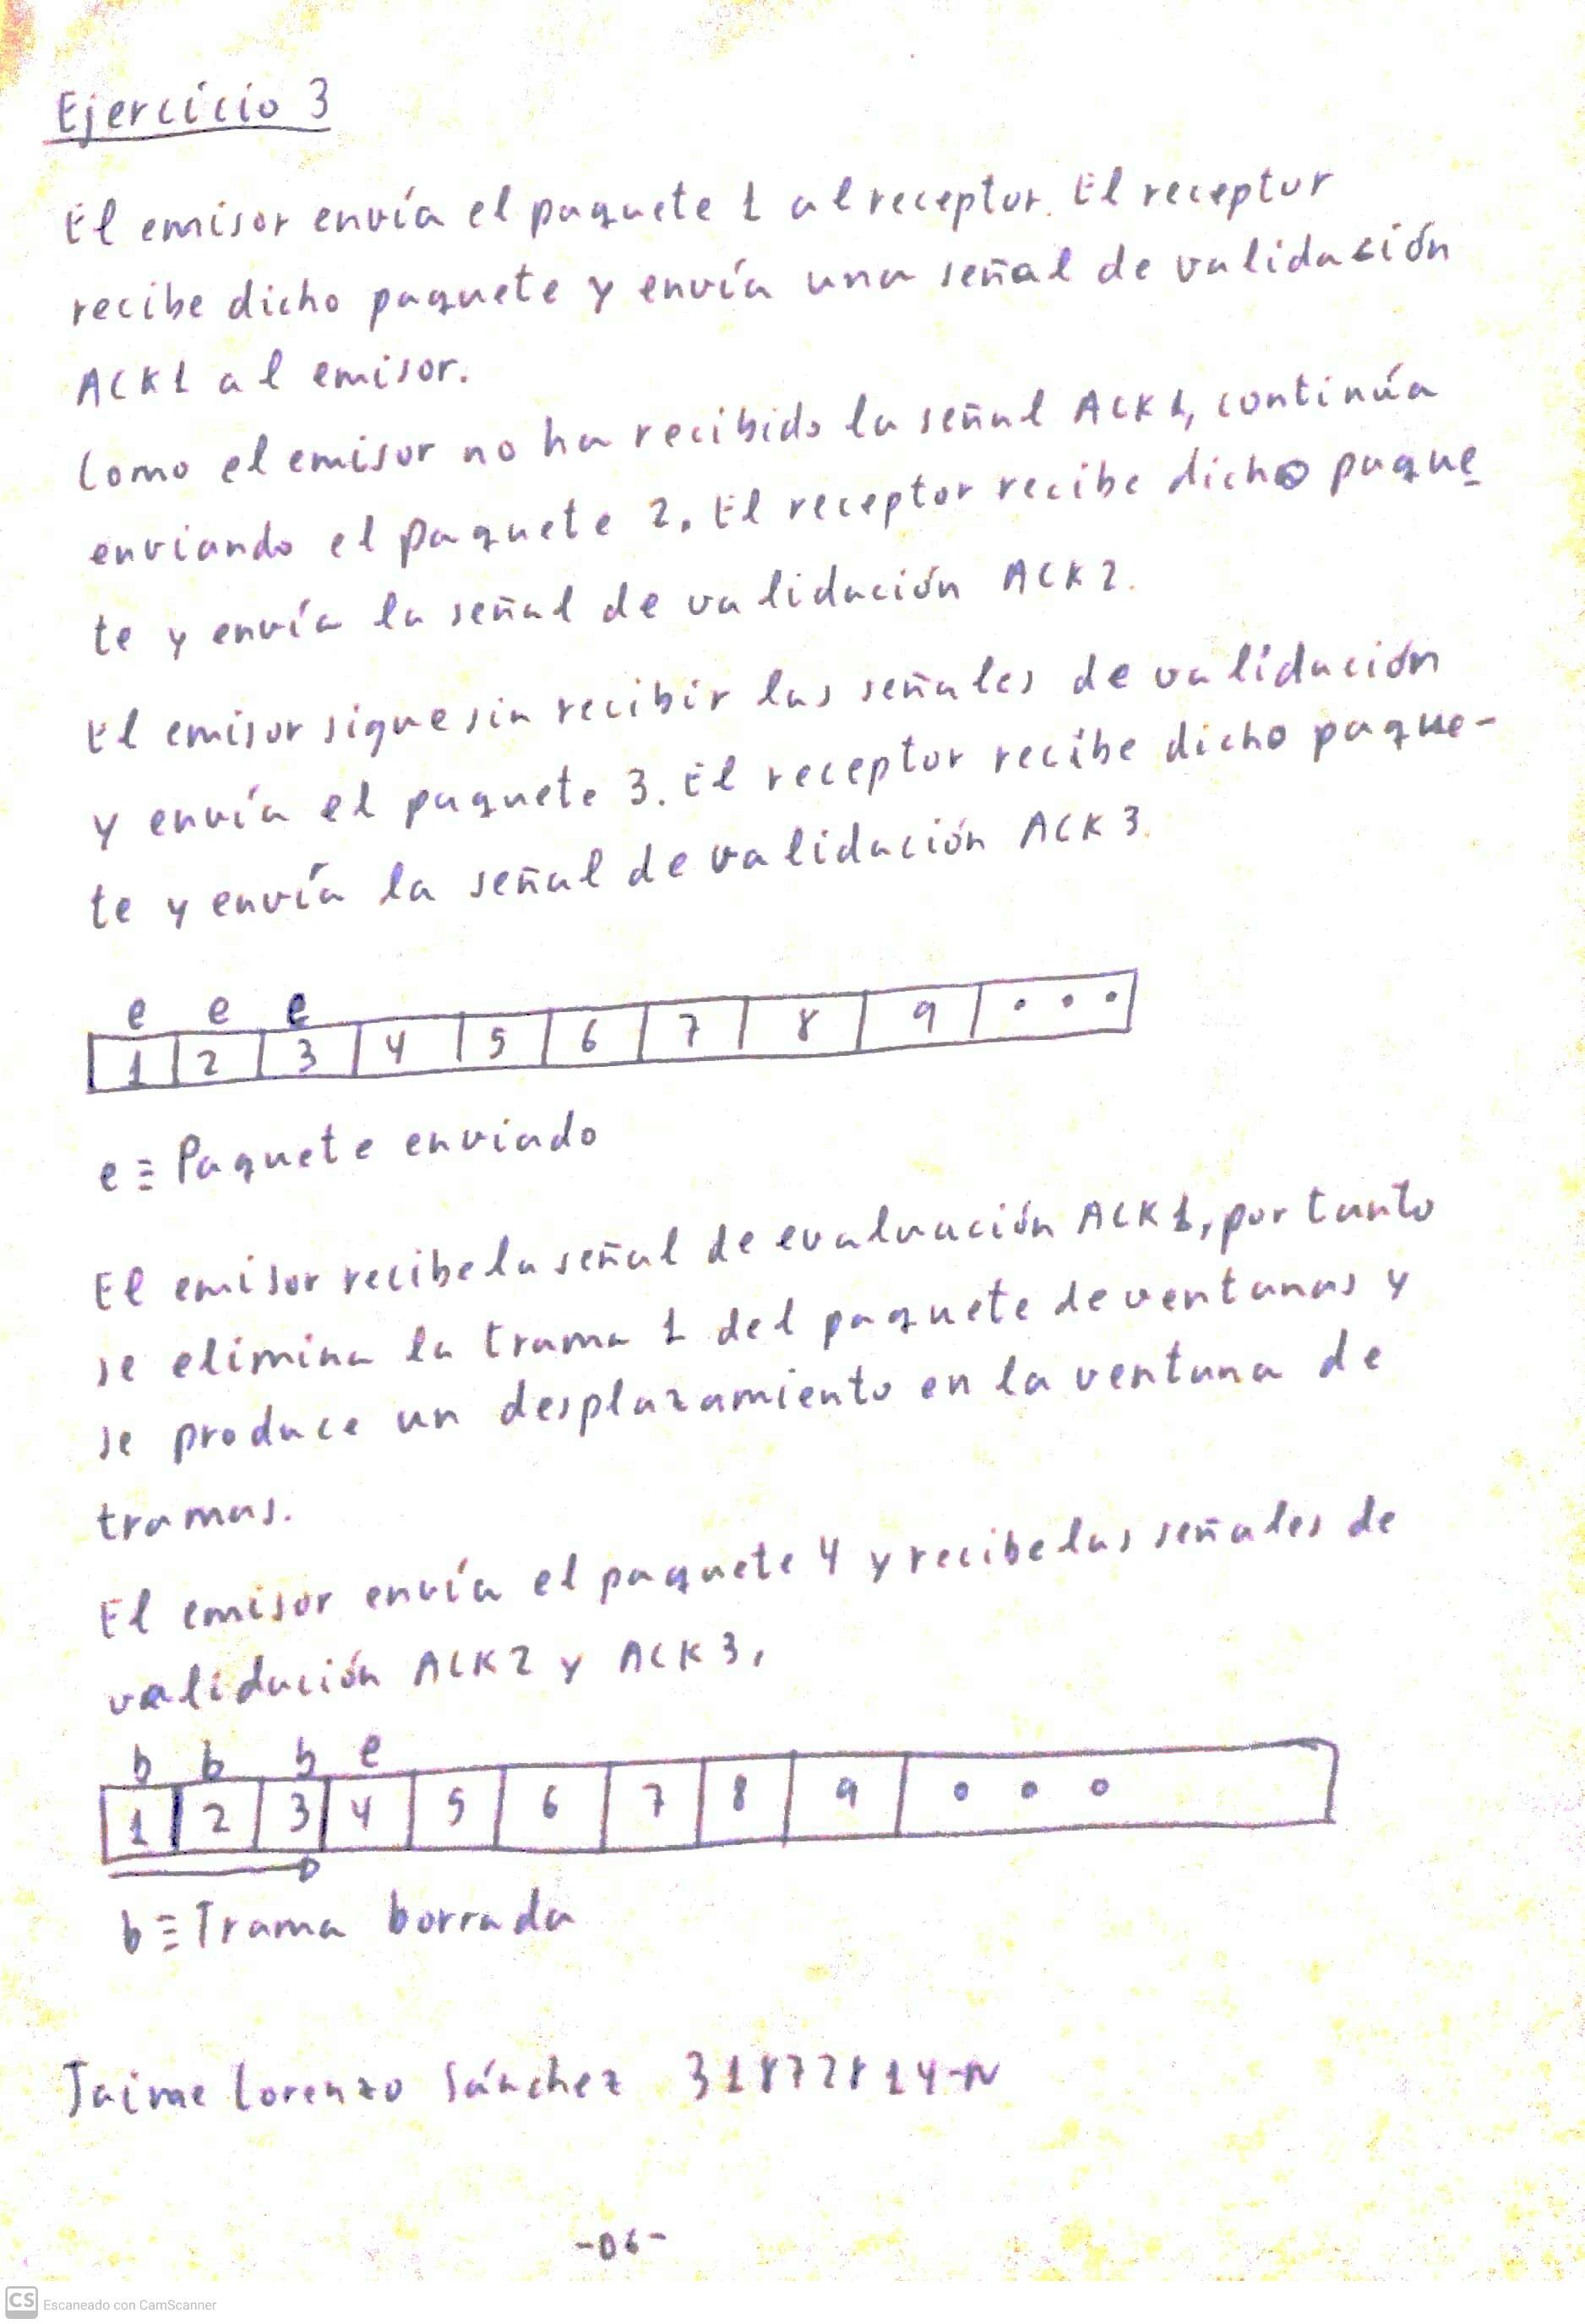 Ejercicio 3
El emisor envía el paquete 1 al receptor. El receptor
recibe dicho paquete y envía una señal de validación
ACK1 al emisor.
Como el emisor no ha recibido la señal ACK1, continúa
enviando el paquete 2. El receptor recibe dicho paque
te y envía la señal de validación ACK2.
El emisor sigue sin recibir las señales de validación
y envía el paquete 3. El receptor recibe dicho paque-
te y envía la señal de validación ACK3.
e e e
1 2 3 4 5 6 7 8 9 ...
e ≡ Paquete enviado
El emisor recibe la señal de evaluación ACK1, por tanto
se elimina la trama 1 del paquete de ventanas y
se produce un desplazamiento en la ventana de
tramas.
El emisor envía el paquete 4 y recibe las señales de
validación ACK2 y ACK3,
b b b e
1 2 3 4 5 6 7 8 9 ...
b ≡ Trama borrada
Jaime Lorenzo Sánchez 31872814-N
-06-
CS Escaneado con CamScanner